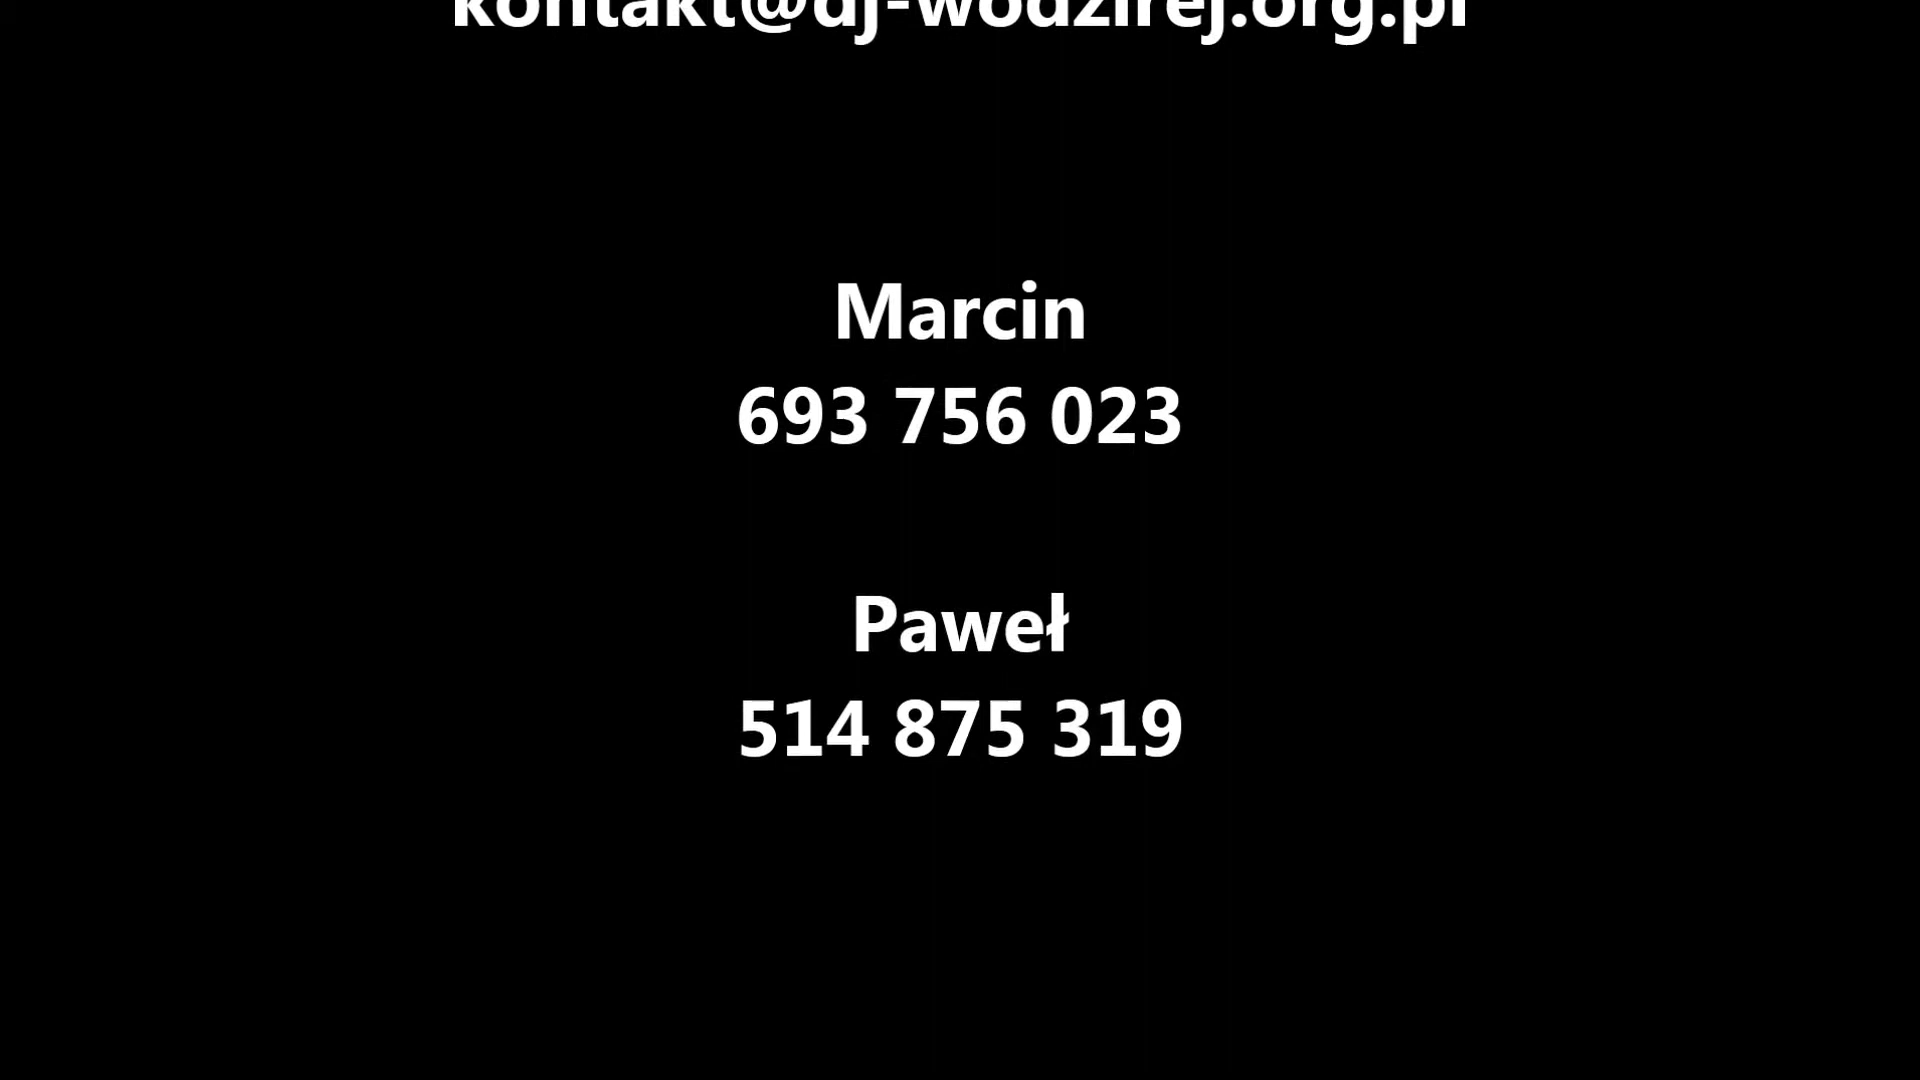 kontakt@dj-wodzirej.org.pl
Marcin
693 756 023
Paweł
514 875 319